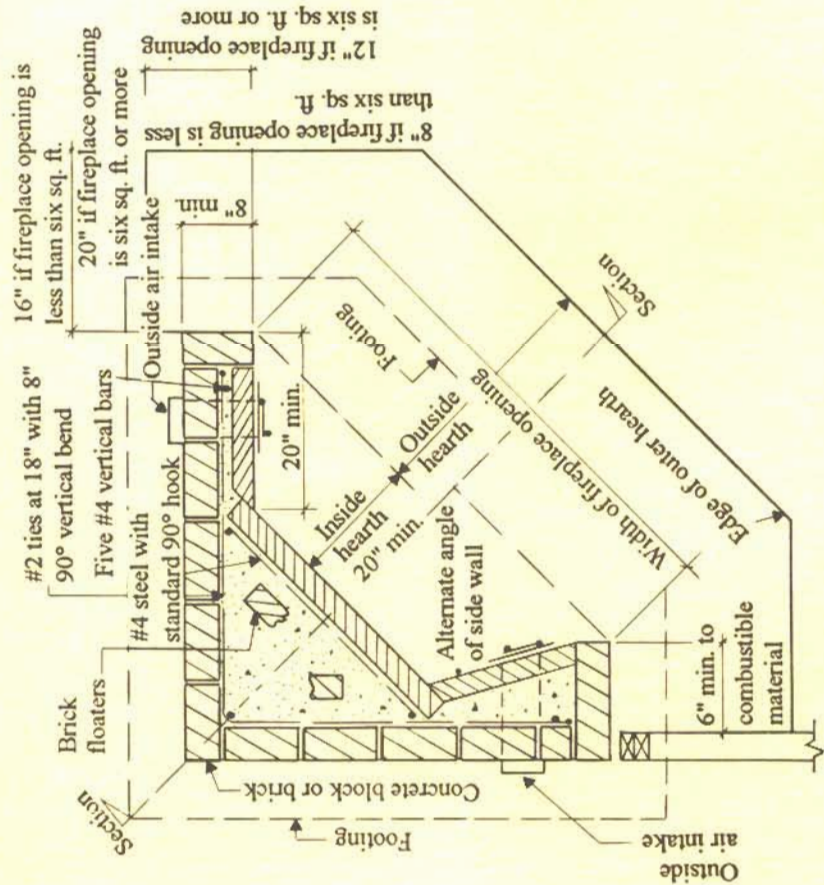 16" if fireplace opening is
less than six sq. ft.
20" if fireplace opening
is six sq. ft. or more
12" if fireplace opening
is six sq. ft. or more
8" if fireplace opening is less
than six sq. ft.
Outside air intake
8" min.
#2 ties at 18" with 8"
90° vertical bend
Five #4 vertical bars
#4 steel with
standard 90° hook
Brick
floaters
20" min.
Footing
Section
Inside
hearth
Outside
hearth
20" min.
Width of fireplace opening
Edge of outer hearth
Alternate angle
of side wall
6" min. to
combustible
material
Section
Concrete block or brick
Footing
Outside
air intake